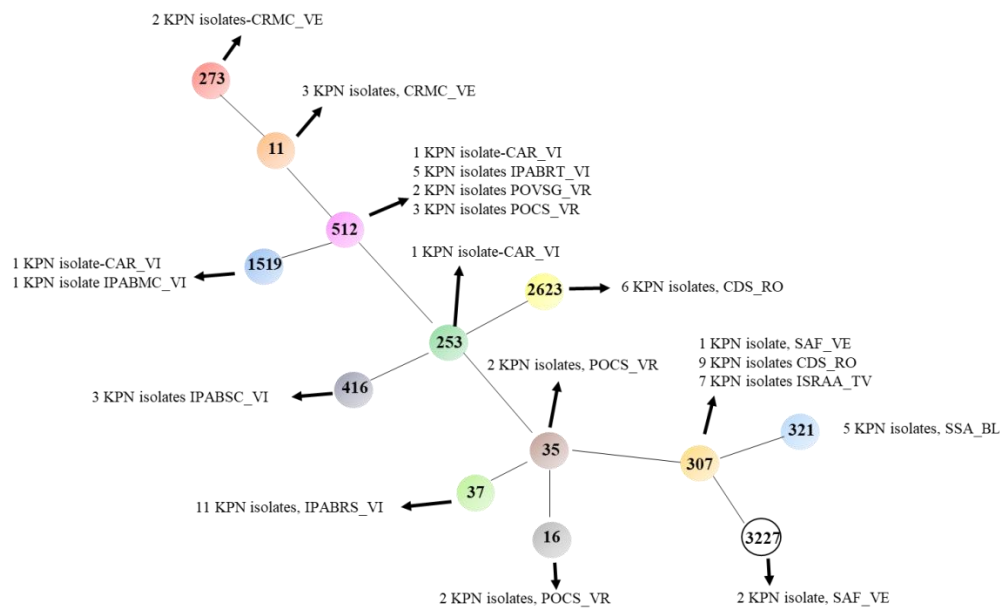 2 KPN isolates-CRMC_VE
273
3 KPN isolates, CRMC_VE
11
1 KPN isolate-CAR_VI
5 KPN isolates IPABRT_VI
2 KPN isolates POVSG_VR
3 KPN isolates POCS_VR
512
1 KPN isolate-CAR_VI
1 KPN isolate IPABMC_VI
1519
1 KPN isolate-CAR_VI
2623
6 KPN isolates, CDS_RO
253
1 KPN isolate, SAF_VE
9 KPN isolates CDS_RO
7 KPN isolates ISRAA_TV
2 KPN isolates, POCS_VR
416
3 KPN isolates IPABSC_VI
321
5 KPN isolates, SSA_BL
35
307
37
11 KPN isolates, IPABRS_VI
16
3227
2 KPN isolates, POCS_VR
2 KPN isolate, SAF_VE